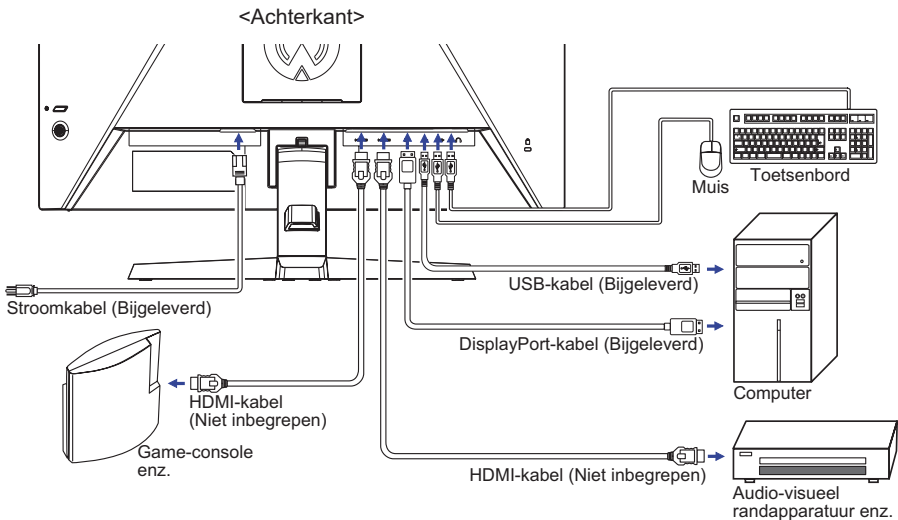 <Achterkant>
Muis
Toetsenbord
USB-kabel (Bijgeleverd)
Stroomkabel (Bijgeleverd)
DisplayPort-kabel (Bijgeleverd)
Computer
HDMI-kabel
(Niet inbegrepen)
Game-console
enz.
HDMI-kabel (Niet inbegrepen)
Audio-visueel
randapparatuur enz.